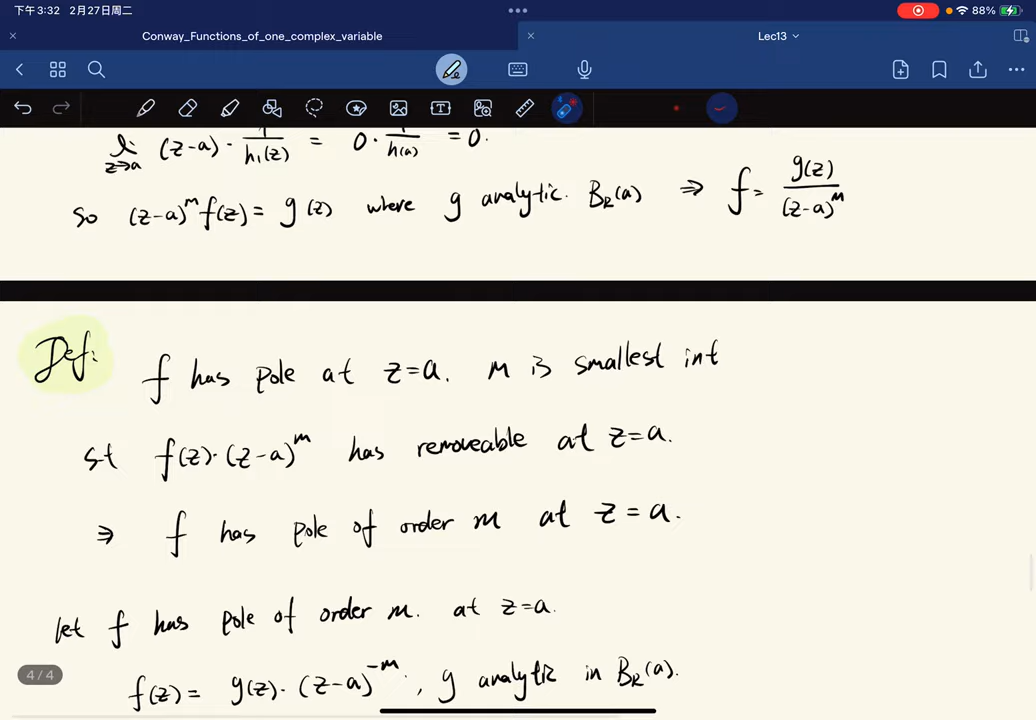 下午3:32 2月27日周二
88%
Conway_Functions_of_one_complex_variable
Lec13
lim z→a (z-a)· 1/h₁(z) = 0· 1/h(a) = 0.
So (z-a)^m f(z) = g(z) where g analytic. B_R(a) ⇒ f = g(z)/(z-a)^m
Def: f has pole at z=a. m is smallest int
st f(z)·(z-a)^m has removeable at z=a.
⇒ f has pole of order m at z=a.
let f has pole of order m. at z=a.
4/4
f(z) = g(z)·(z-a)^-m, g analytic in B_R(a).